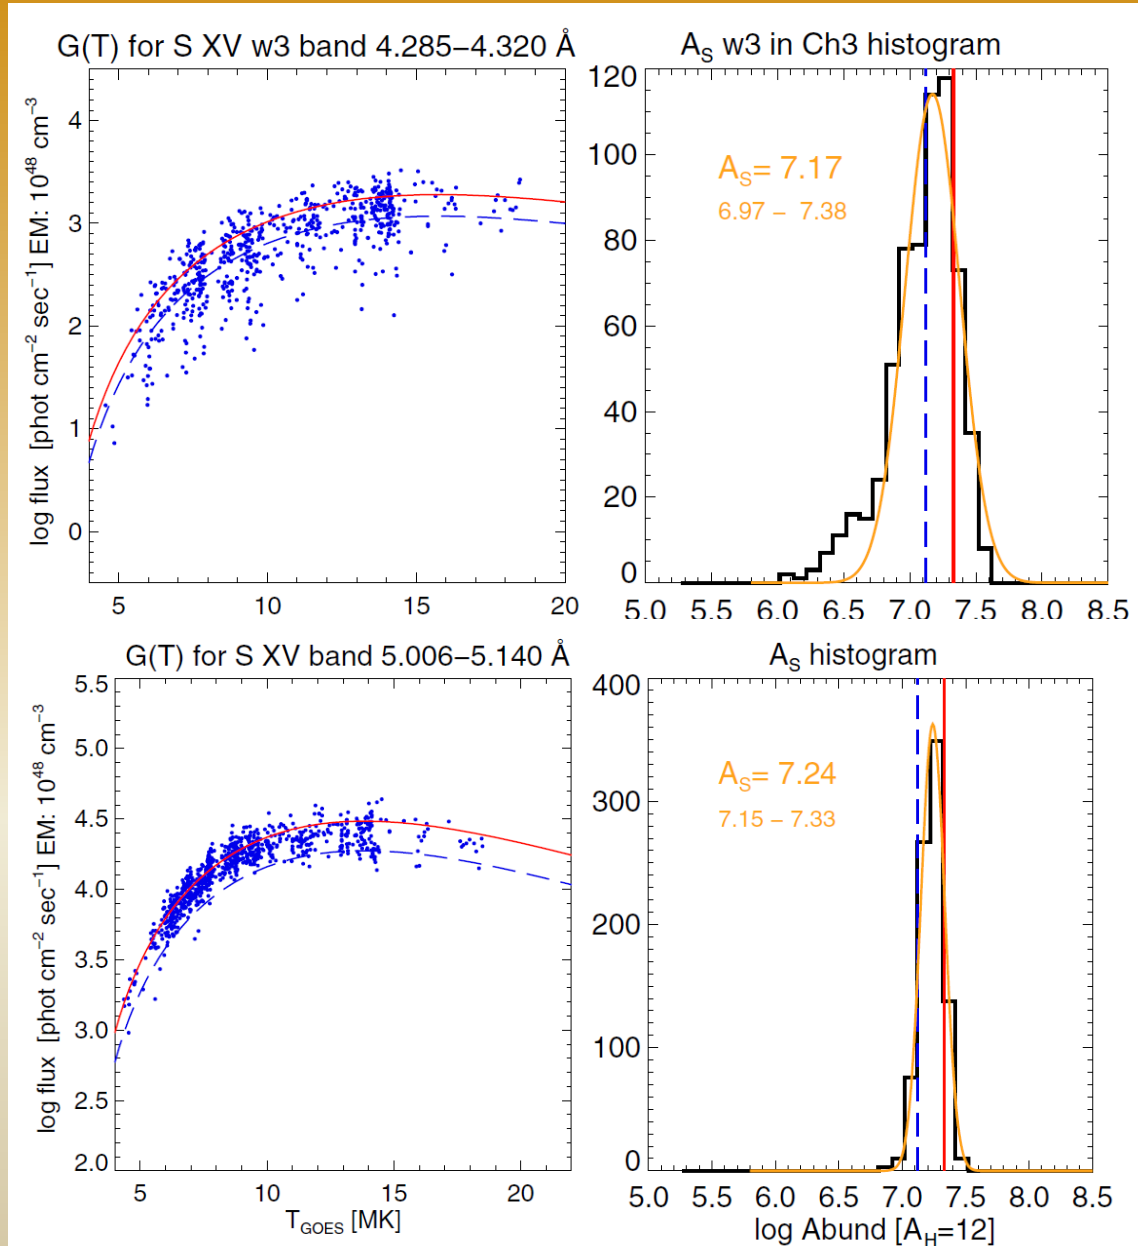 G(T) for S XV w3 band 4.285–4.320 Å
log flux [phot cm⁻² sec⁻¹] EM: 10⁴⁸ cm⁻³
4
3
2
1
0
5 10 15 20
A_S w3 in Ch3 histogram
A_S= 7.17
6.97 – 7.38
120
100
80
60
40
20
0
5.0 5.5 6.0 6.5 7.0 7.5 8.0 8.5
G(T) for S XV band 5.006–5.140 Å
log flux [phot cm⁻² sec⁻¹] EM: 10⁴⁸ cm⁻³
5.5
5.0
4.5
4.0
3.5
3.0
2.5
2.0
5 10 15 20
T_GOES [MK]
A_S histogram
A_S= 7.24
7.15 – 7.33
400
300
200
100
0
5.0 5.5 6.0 6.5 7.0 7.5 8.0 8.5
log Abund [A_H=12]